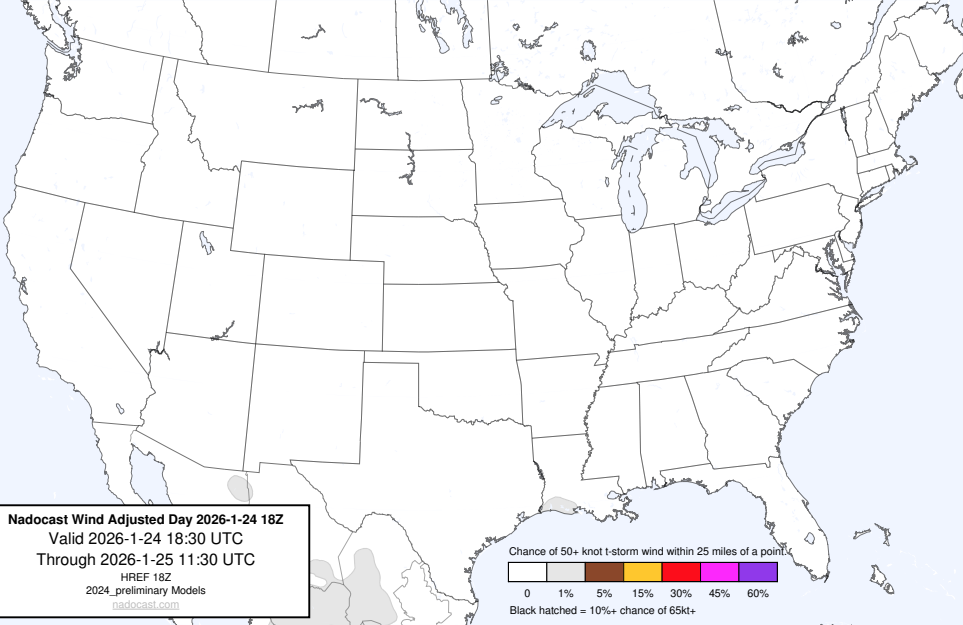 Nadocast Wind Adjusted Day 2026-1-24 18Z
Valid 2026-1-24 18:30 UTC
Through 2026-1-25 11:30 UTC
HREF 18Z
2024_preliminary Models
nadocast.com
Chance of 50+ knot t-storm wind within 25 miles of a point.
0 1% 5% 15% 30% 45% 60%
Black hatched = 10%+ chance of 65kt+